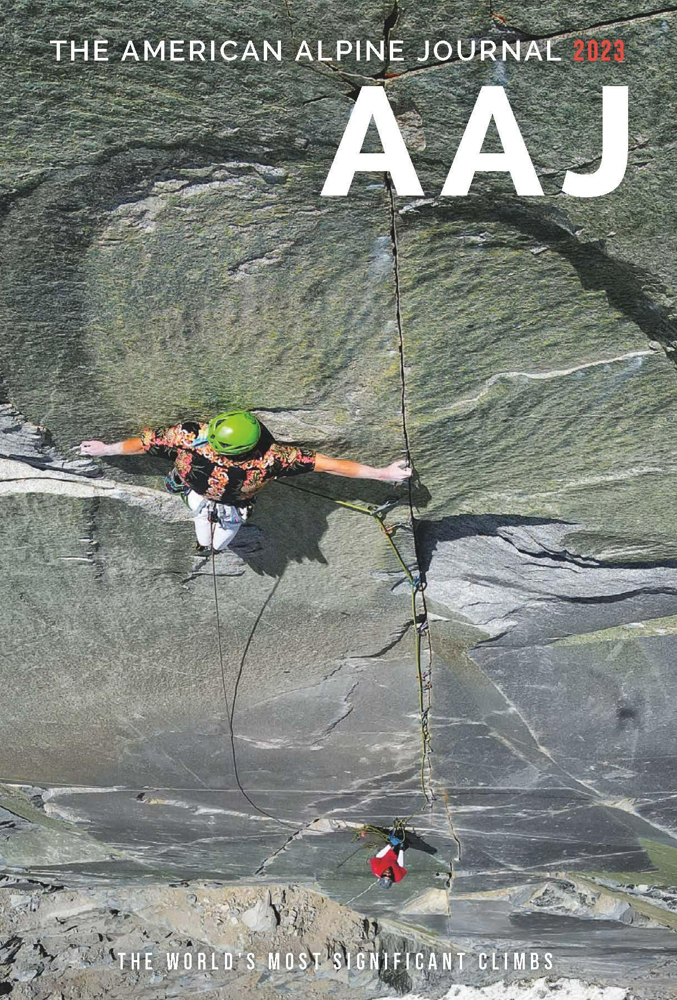 THE AMERICAN ALPINE JOURNAL 2023
AAJ
THE WORLD'S MOST SIGNIFICANT CLIMBS